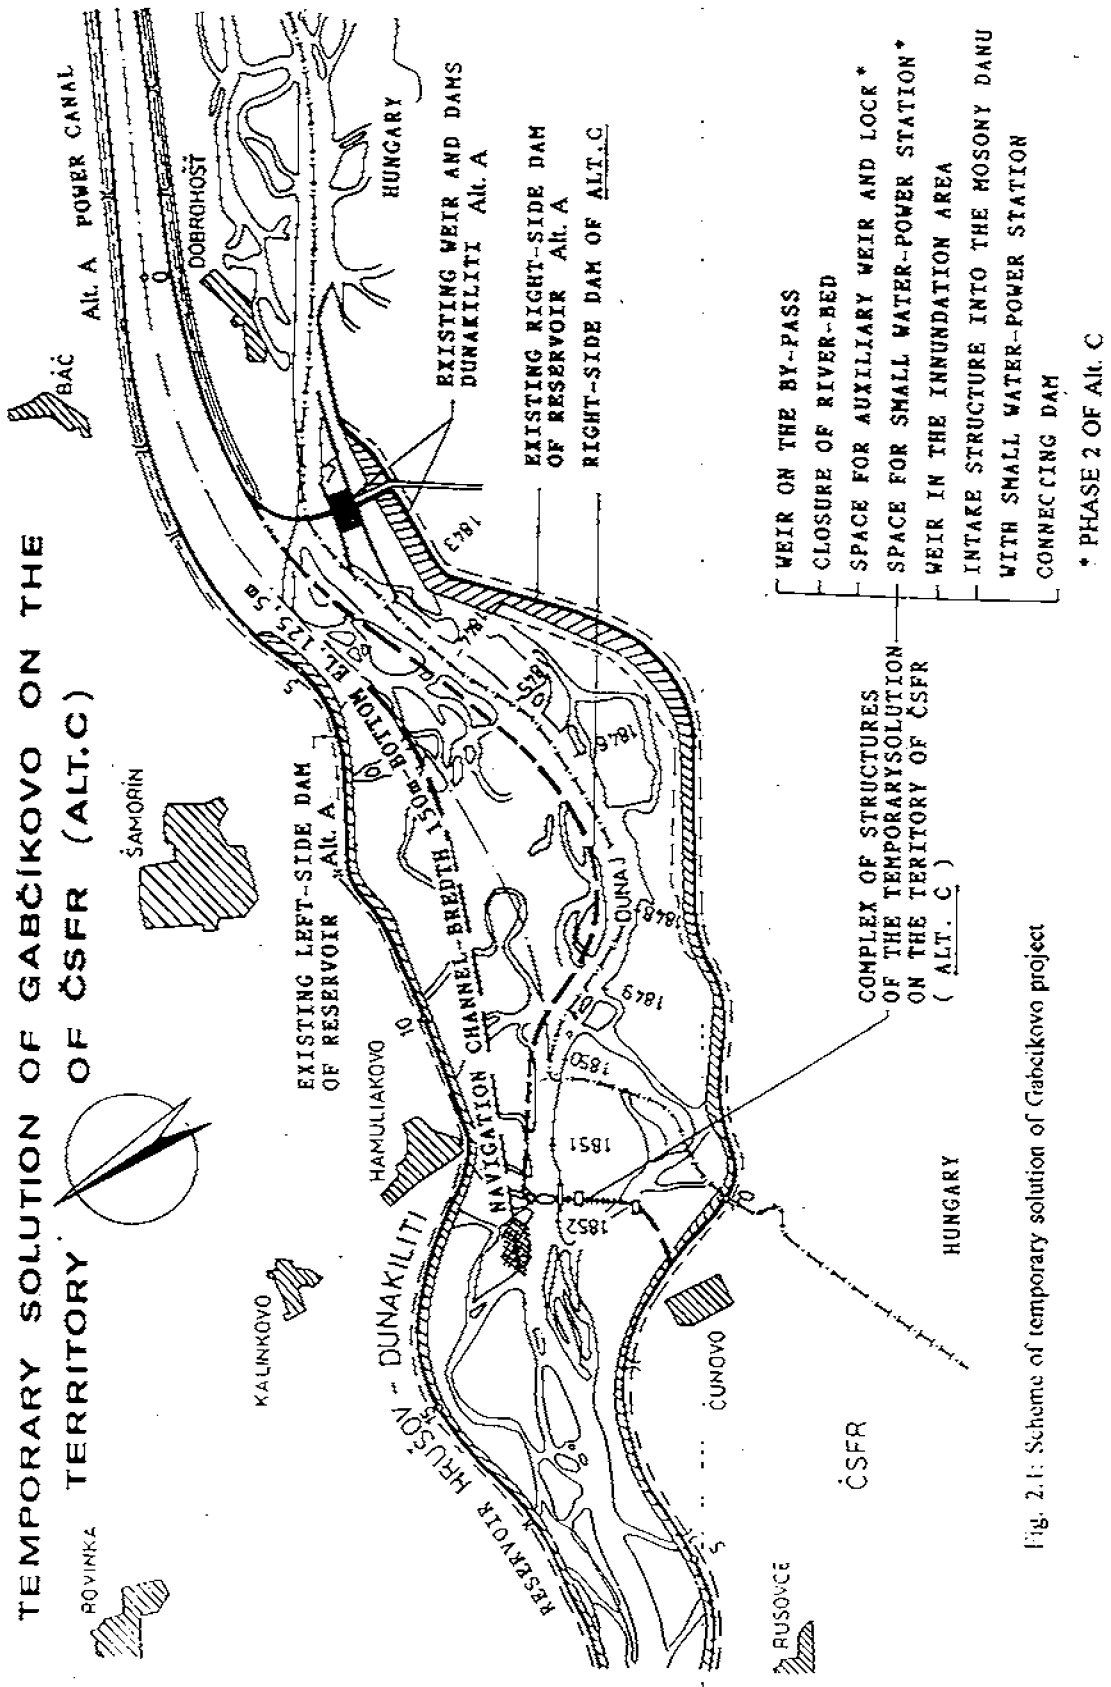 TEMPORARY SOLUTION OF GABČÍKOVO ON THE
TERRITORY OF ČSFR (ALT.C)
ROVINKA
KALINKOVO
HAMULIAKOVO
ŠAMORÍN
BÁČ
Alt. A POWER CANAL
DOBROHOŠŤ
HUNGARY
EXISTING LEFT-SIDE DAM
OF RESERVOIR Alt. A
RESERVOIR HRUŠOV - DUNAKILITI
NAVIGATION CHANNEL-BREDTH 150m-BOTTOM EL. 125, 5m
15
10
5
0
5
10
5
0
1852
1851
1850
1849
1848
1846
1845
1844
1843
DUNAJ
EXISTING WEIR AND DAMS
DUNAKILITI Alt. A
EXISTING RIGHT-SIDE DAM
OF RESERVOIR Alt. A
RIGHT-SIDE DAM OF ALT.C
RUSOVCE
ČUNOVO
ČSFR
HUNGARY
COMPLEX OF STRUCTURES
OF THE TEMPORARYSOLUTION
ON THE TERITORY OF ČSFR
( ALT. C )
WEIR ON THE BY-PASS
CLOSURE OF RIVER-BED
SPACE FOR AUXILIARY WEIR AND LOCK*
SPACE FOR SMALL WATER-POWER STATION*
WEIR IN THE INNUNDATION AREA
INTAKE STRUCTURE INTO THE MOSONY DANU
WITH SMALL WATER-POWER STATION
CONNECTING DAM
* PHASE 2 OF Alt. C
Fig. 2.1: Scheme of temporary solution of Gabcikovo project